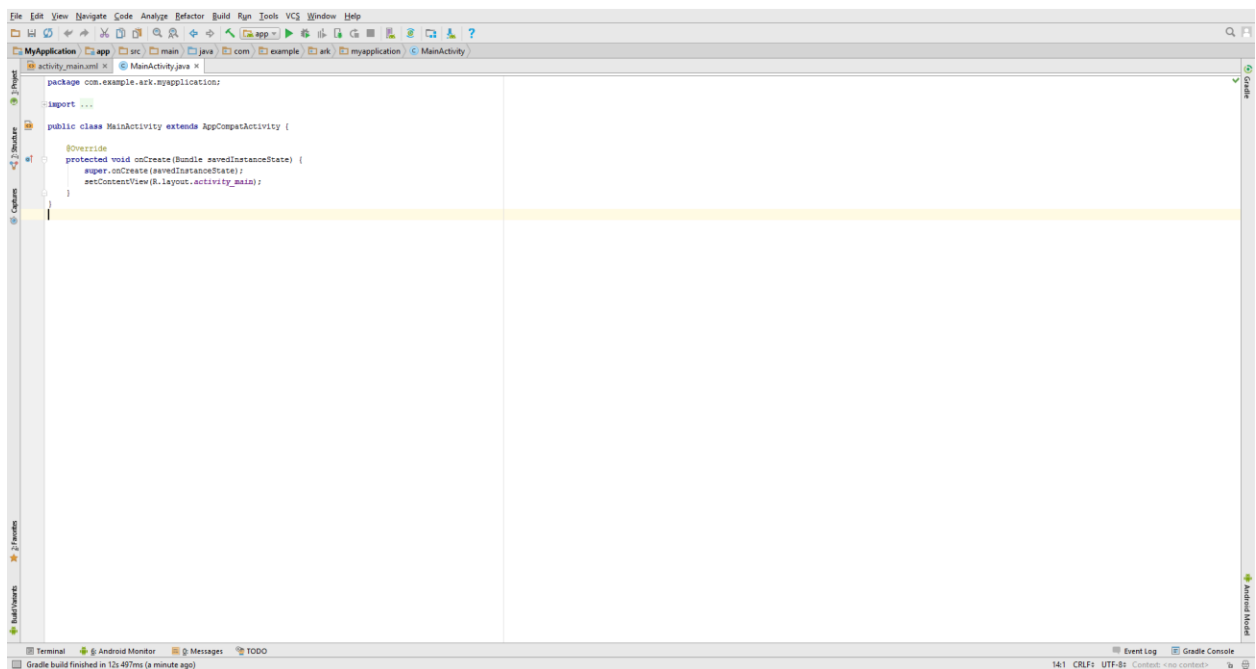 File Edit View Navigate Code Analyze Refactor Build Run Tools VCS Window Help
app
MyApplication app src main java com example ark myapplication MainActivity
activity_main.xml MainActivity.java
1: Project
Gradle
package com.example.ark.myapplication;
import ...
public class MainActivity extends AppCompatActivity {
@Override
protected void onCreate(Bundle savedInstanceState) {
super.onCreate(savedInstanceState);
setContentView(R.layout.activity_main);
}
}
7: Structure
Captures
2: Favorites
Build Variants
Android Model
Terminal 6: Android Monitor 0: Messages TODO
Event Log Gradle Console
Gradle build finished in 12s 497ms (a minute ago)
14:1 CRLF: UTF-8: Context: <no context>